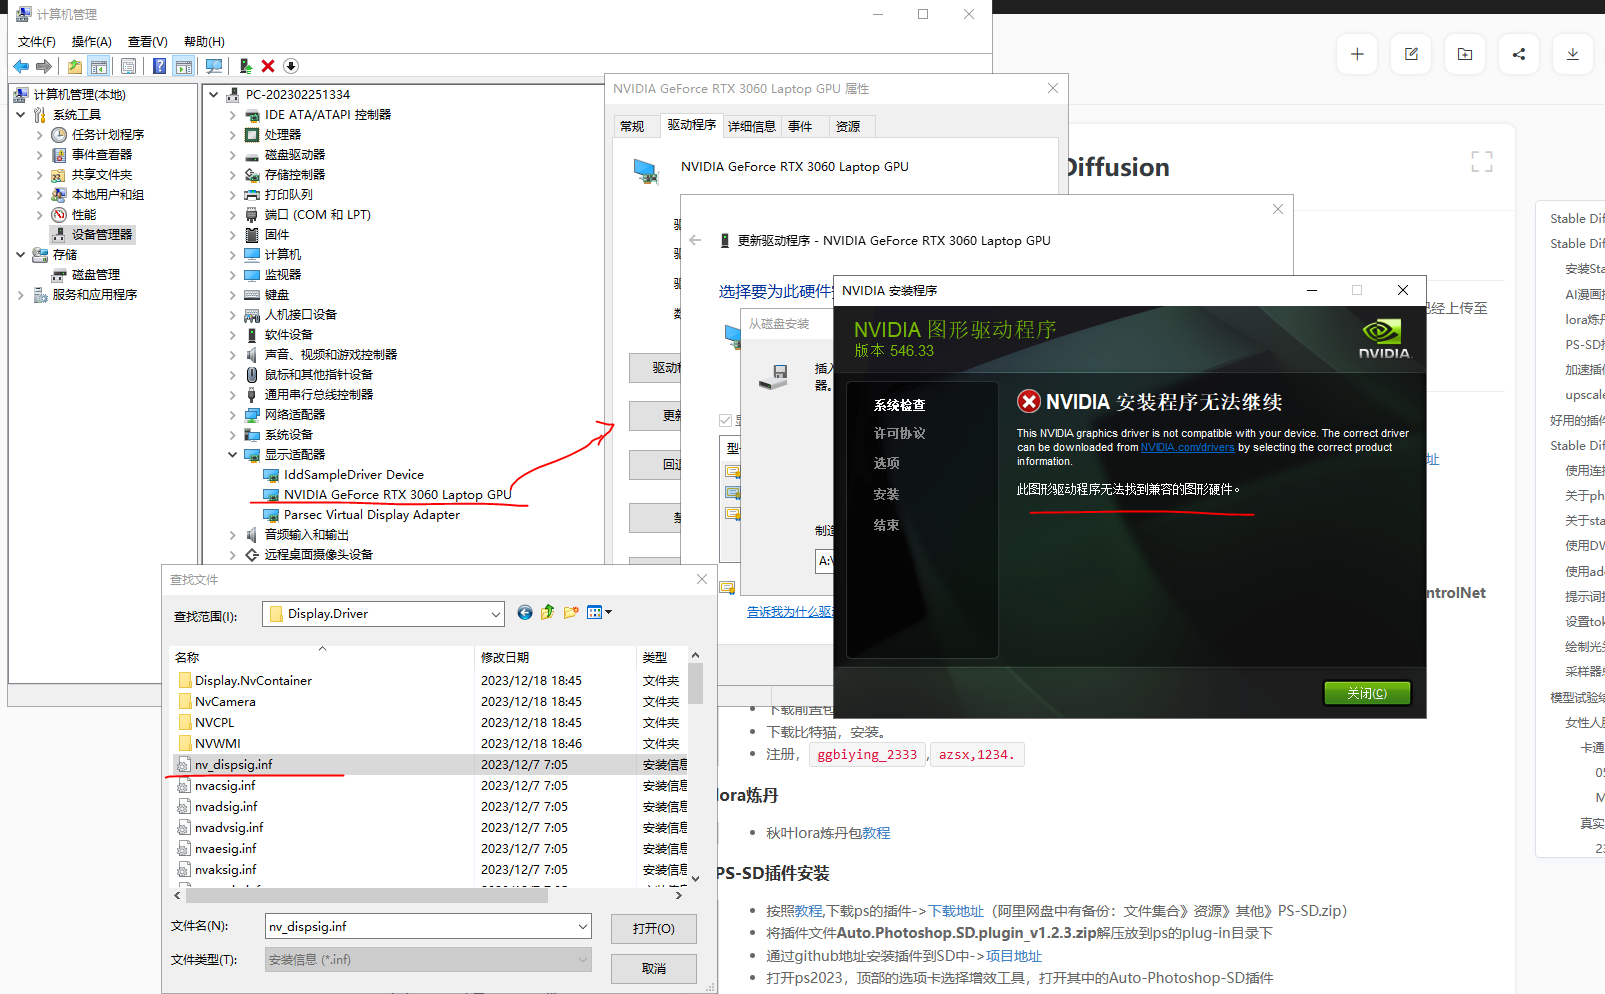 计算机管理
文件(F) 操作(A) 查看(V) 帮助(H)
计算机管理(本地)
系统工具
任务计划程序
事件查看器
共享文件夹
本地用户和组
性能
设备管理器
存储
磁盘管理
服务和应用程序
PC-202302251334
IDE ATA/ATAPI 控制器
处理器
磁盘驱动器
存储控制器
打印队列
端口 (COM 和 LPT)
固件
计算机
监视器
键盘
人机接口设备
软件设备
声音、视频和游戏控制器
鼠标和其他指针设备
通用串行总线控制器
网络适配器
系统设备
显示适配器
IddSampleDriver Device
NVIDIA GeForce RTX 3060 Laptop GPU
Parsec Virtual Display Adapter
音频输入和输出
远程桌面摄像头设备
NVIDIA GeForce RTX 3060 Laptop GPU 属性
常规 驱动程序 详细信息 事件 资源
NVIDIA GeForce RTX 3060 Laptop GPU
驱动
更新
回退
更新驱动程序 - NVIDIA GeForce RTX 3060 Laptop GPU
选择要为此硬件
从磁盘安装
插入
器。
型
制造
A:\
告诉我为什么驱
NVIDIA 安装程序
NVIDIA 图形驱动程序
版本 546.33
NVIDIA.
系统检查
许可协议
选项
安装
结束
NVIDIA 安装程序无法继续
This NVIDIA graphics driver is not compatible with your device. The correct driver
can be downloaded from NVIDIA.com/drivers by selecting the correct product
information.
此图形驱动程序无法找到兼容的图形硬件。
关闭(C)
查找文件
查找范围(I): Display.Driver
名称 修改日期 类型
Display.NvContainer 2023/12/18 18:45 文件夹
NvCamera 2023/12/18 18:45 文件夹
NVCPL 2023/12/18 18:45 文件夹
NVWMI 2023/12/18 18:46 文件夹
nv_dispsig.inf 2023/12/7 7:05 安装信息
nvacsig.inf 2023/12/7 7:05 安装信息
nvadsig.inf 2023/12/7 7:05 安装信息
nvadvsig.inf 2023/12/7 7:05 安装信息
nvaesig.inf 2023/12/7 7:05 安装信息
nvaksig.inf 2023/12/7 7:05 安装信息
文件名(N): nv_dispsig.inf 打开(O)
文件类型(T): 安装信息 (*.inf) 取消
Diffusion
已经上传至
址
ntrolNet
下载前置包
下载比特猫，安装。
注册， ggbiying_2333 , azsx,1234.
lora炼丹
秋叶lora炼丹包教程
PS-SD插件安装
按照教程,下载ps的插件->下载地址（阿里网盘中有备份：文件集合》资源》其他》PS-SD.zip）
将插件文件Auto.Photoshop.SD.plugin_v1.2.3.zip解压放到ps的plug-in目录下
通过github地址安装插件到SD中->项目地址
打开ps2023，顶部的选项卡选择增效工具，打开其中的Auto-Photoshop-SD插件
Stable Dif
Stable Dif
安装Sta
AI漫画
lora炼丹
PS-SD
加速插件
upscale
好用的插件
Stable Dif
使用连
关于ph
关于sta
使用DW
使用ad
提示词
设置tok
绘制光
采样器
模型试验
女性人
卡通
05
M
真实
23